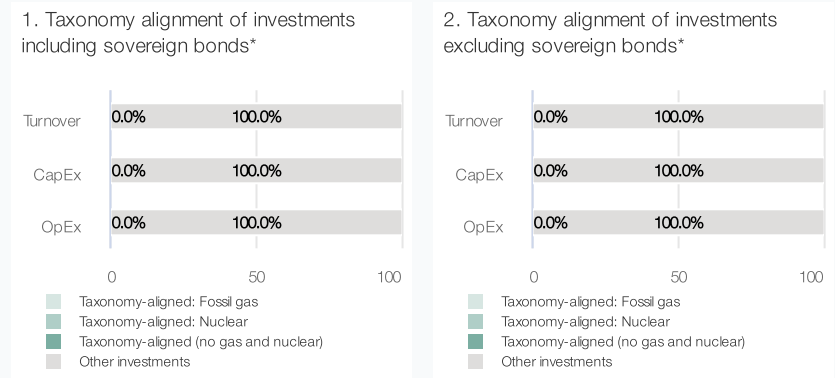 1. Taxonomy alignment of investments
including sovereign bonds*
Turnover 0.0% 100.0%
CapEx 0.0% 100.0%
OpEx 0.0% 100.0%
0 50 100
Taxonomy-aligned: Fossil gas
Taxonomy-aligned: Nuclear
Taxonomy-aligned (no gas and nuclear)
Other investments
2. Taxonomy alignment of investments
excluding sovereign bonds*
Turnover 0.0% 100.0%
CapEx 0.0% 100.0%
OpEx 0.0% 100.0%
0 50 100
Taxonomy-aligned: Fossil gas
Taxonomy-aligned: Nuclear
Taxonomy-aligned (no gas and nuclear)
Other investments